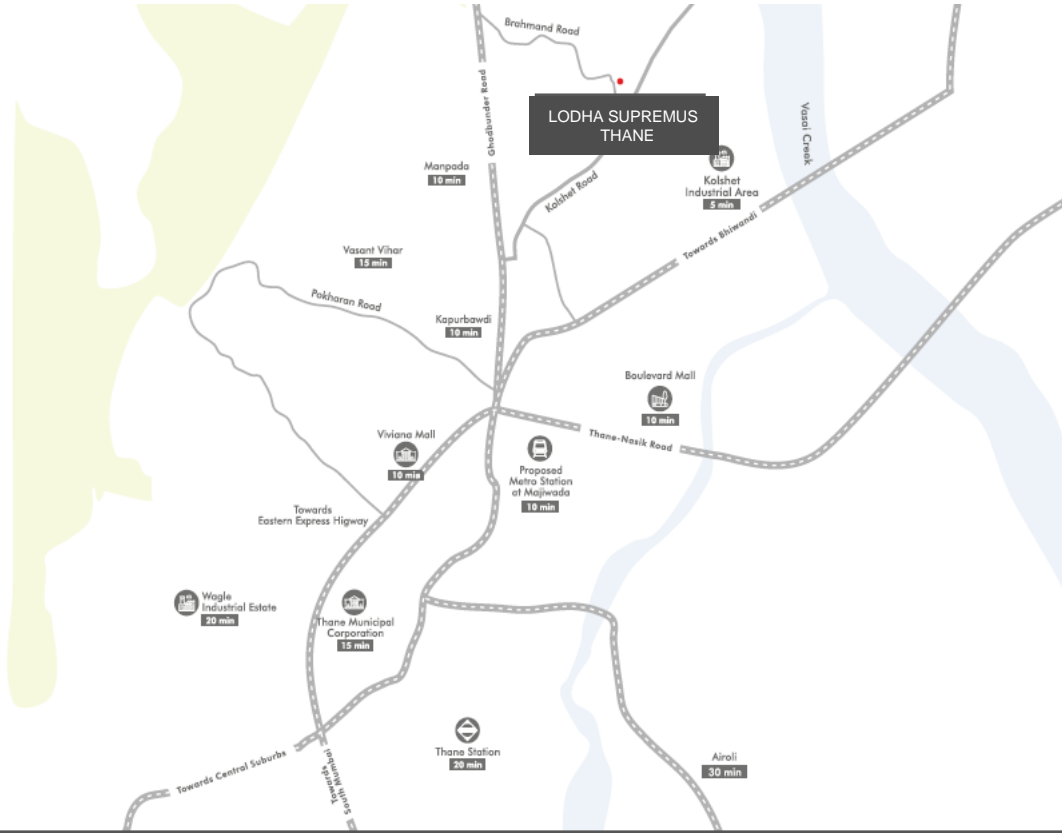 Brahmand Road
Ghodbunder Road
LODHA SUPREMUS
THANE
Vasai Creek
Manpada
10 min
Kolshet Road
Kolshet
Industrial Area
5 min
Towards Bhiwandi
Vasant Vihar
15 min
Pokharan Road
Kapurbawdi
10 min
Boulevard Mall
10 min
Viviana Mall
10 min
Thane-Nasik Road
Proposed
Metro Station
at Majiwada
10 min
Towards
Eastern Express Higway
Wagle
Industrial Estate
20 min
Thane Municipal
Corporation
15 min
Thane Station
20 min
Towards Central Suburbs
Towards
South Mumbai
Airoli
30 min